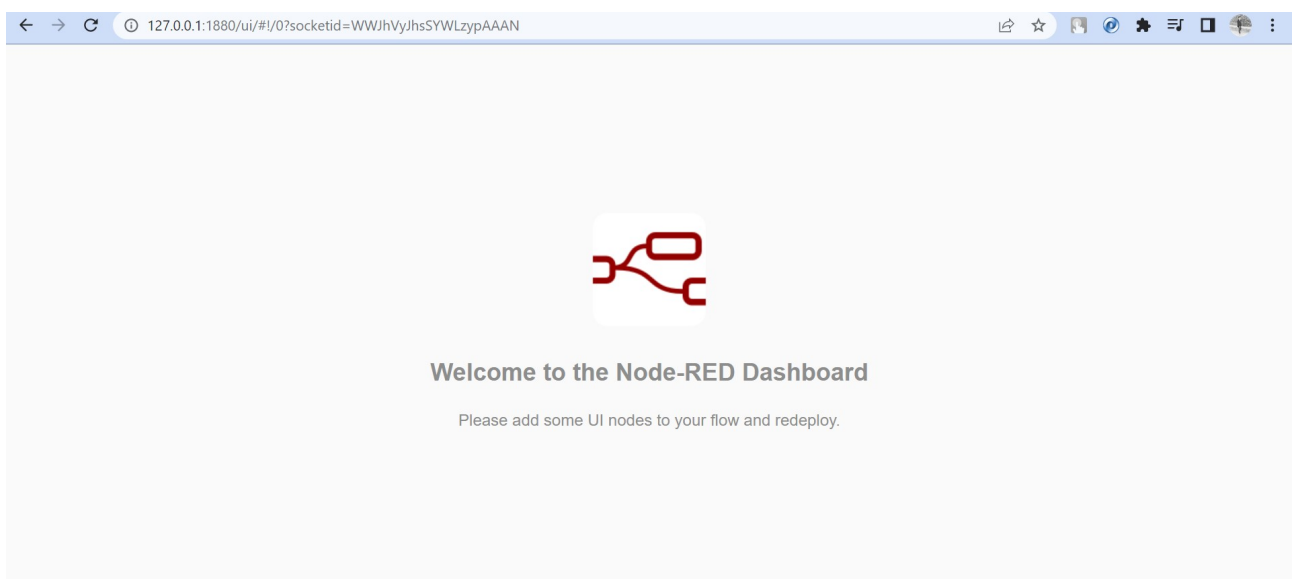 127.0.0.1:1880/ui/#!/0?socketid=WWJhVyJhsSYWLzypAAAN
Welcome to the Node-RED Dashboard
Please add some UI nodes to your flow and redeploy.